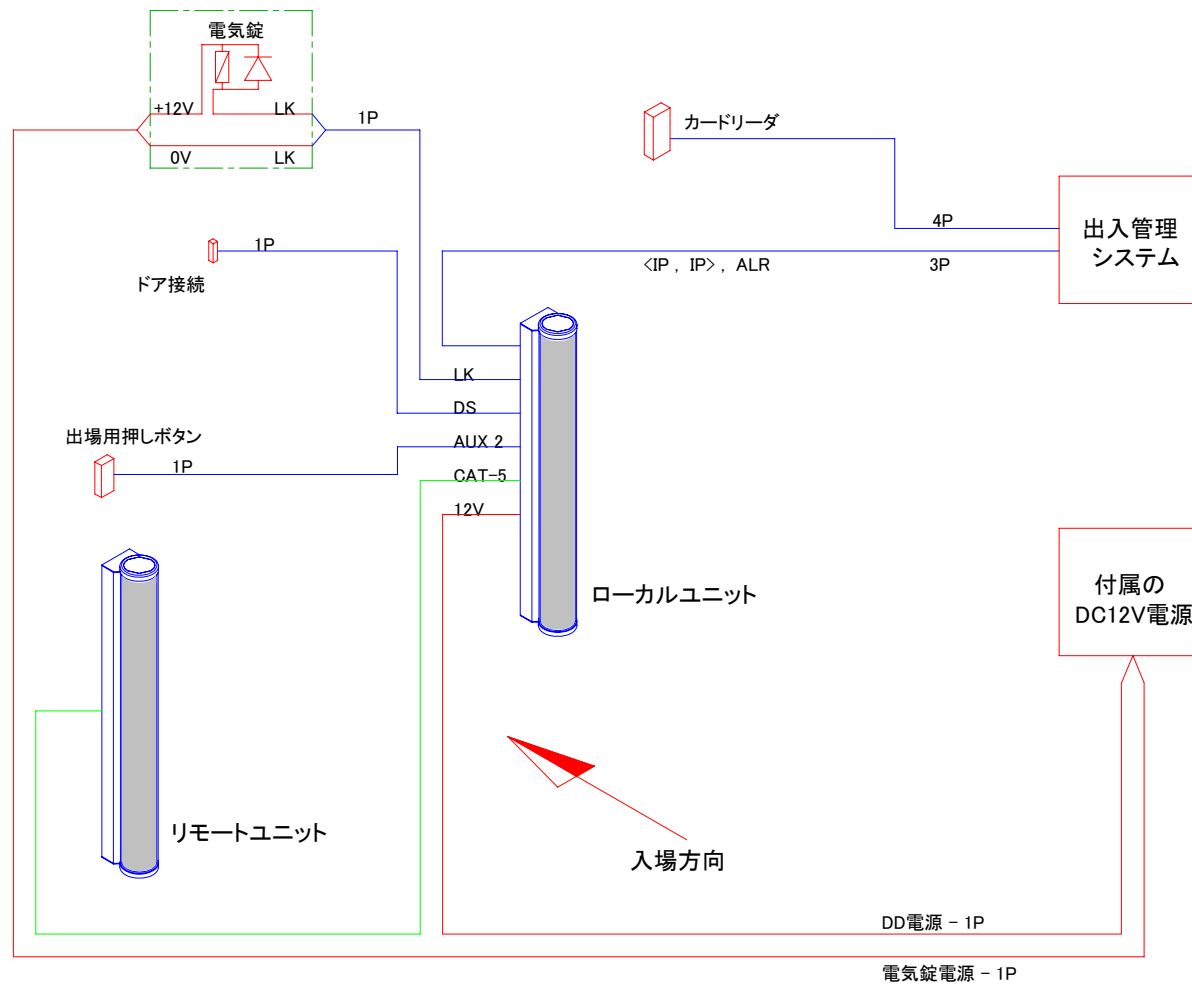 電気錠
+12V
LK
1P
0V
LK
カードリーダ
4P
出入管理
システム
1P
ドア接続
<IP , IP> , ALR
3P
LK
DS
出場用押しボタン
AUX 2
1P
CAT-5
12V
付属の
DC12V電源
ローカルユニット
リモートユニット
入場方向
DD電源 - 1P
電気錠電源 - 1P